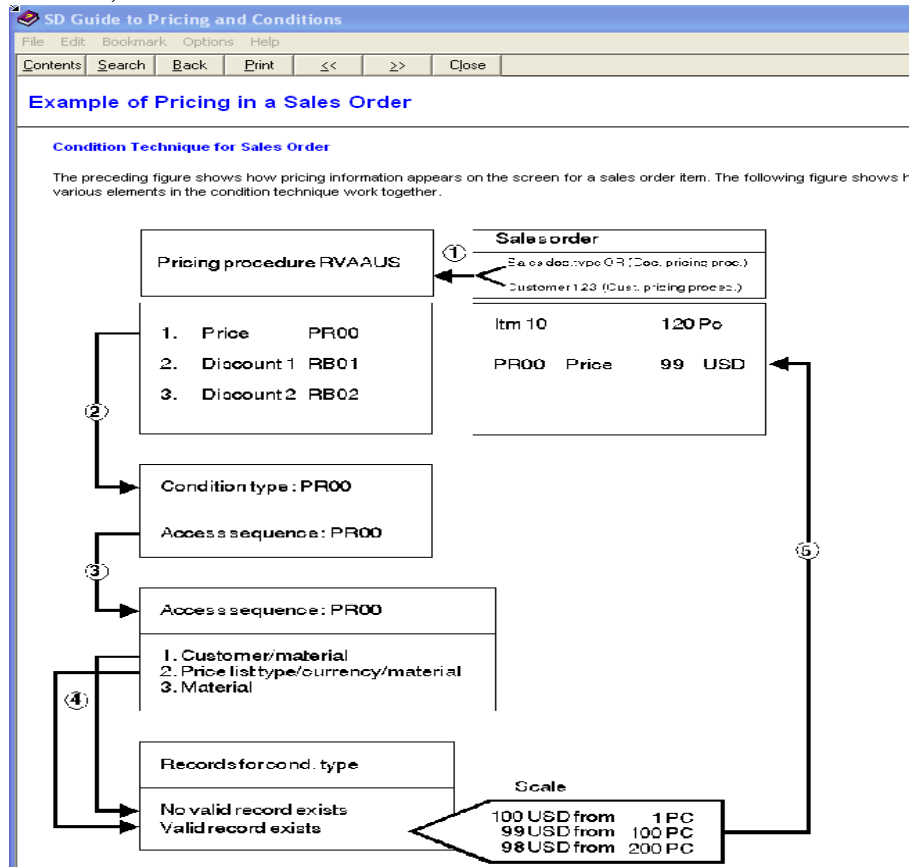 SD Guide to Pricing and Conditions
File Edit Bookmark Options Help
Contents Search Back Print << >> Close
Example of Pricing in a Sales Order
Condition Technique for Sales Order
The preceding figure shows how pricing information appears on the screen for a sales order item. The following figure shows
various elements in the condition technique work together.
Pricing procedure RVAAUS
1
Sales order
Sales doc. type OR (Doc. pricing proc.)
Customer 123 (Cust. pricing proced.)
1. Price PR00
2. Discount 1 RB01
3. Discount 2 RB02
Itm 10 120 Pc
PR00 Price 99 USD
2
Condition type: PR00
Access sequence: PR00
3
5
Access sequence: PR00
1. Customer/material
2. Price list type/currency/material
3. Material
4
Records for cond. type
No valid record exists
Valid record exists
Scale
100 USD from 1 PC
99 USD from 100 PC
98 USD from 200 PC